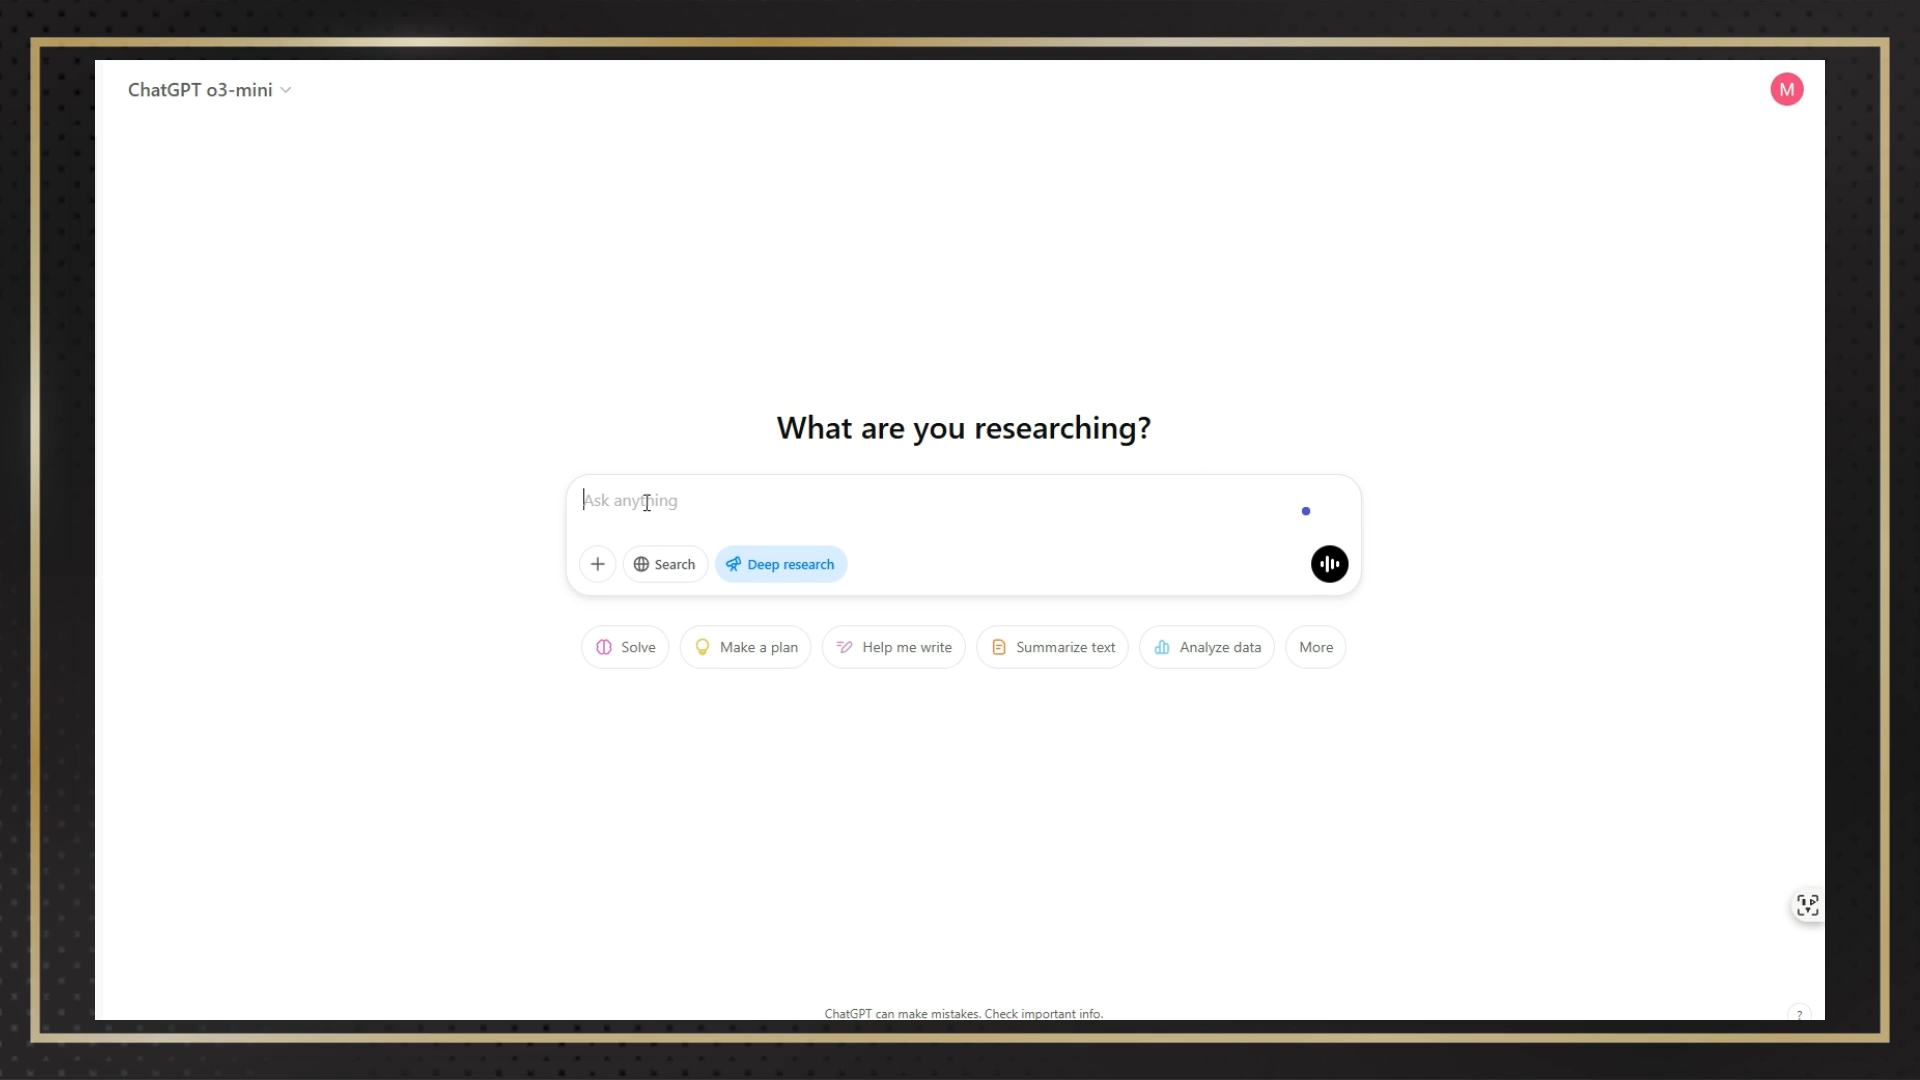 ChatGPT o3-mini
M
What are you researching?
Ask anything
Search
Deep research
Solve
Make a plan
Help me write
Summarize text
Analyze data
More
ChatGPT can make mistakes. Check important info.
?